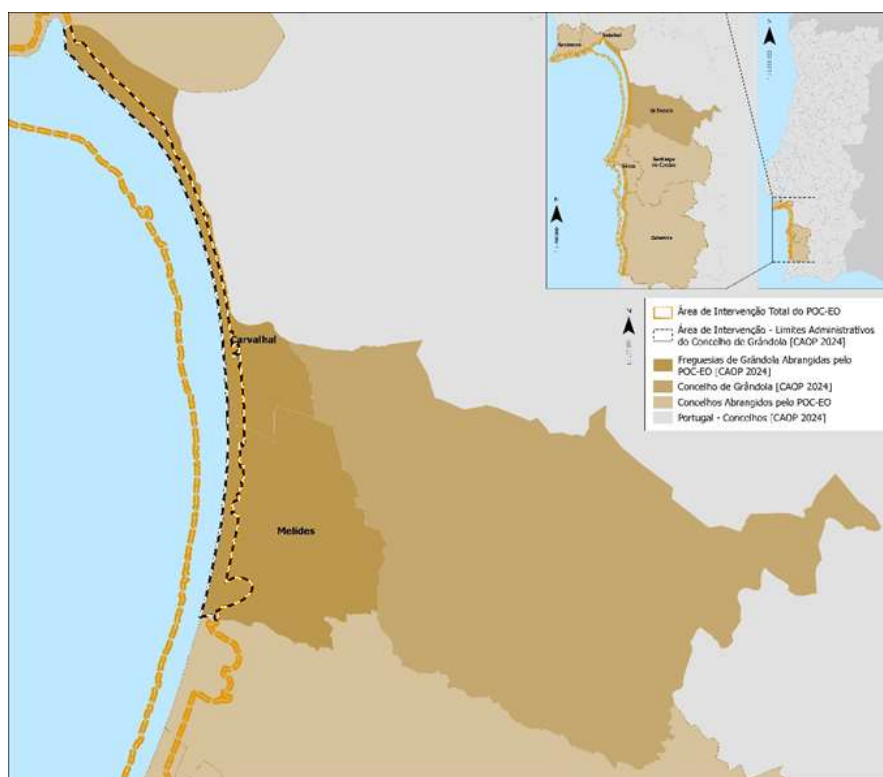 Setúbal
Grândola
Sines
Santiago
do Cacém
Odemira
Área de Intervenção Total do POC-EO
Área de Intervenção - Limites Administrativos
do Concelho de Grândola [CAOP 2024]
Freguesias de Grândola Abrangidas pelo
POC-EO [CAOP 2024]
Concelho de Grândola [CAOP 2024]
Concelhos Abrangidos pelo POC-EO
Portugal - Concelhos [CAOP 2024]
Carvalhal
Melides